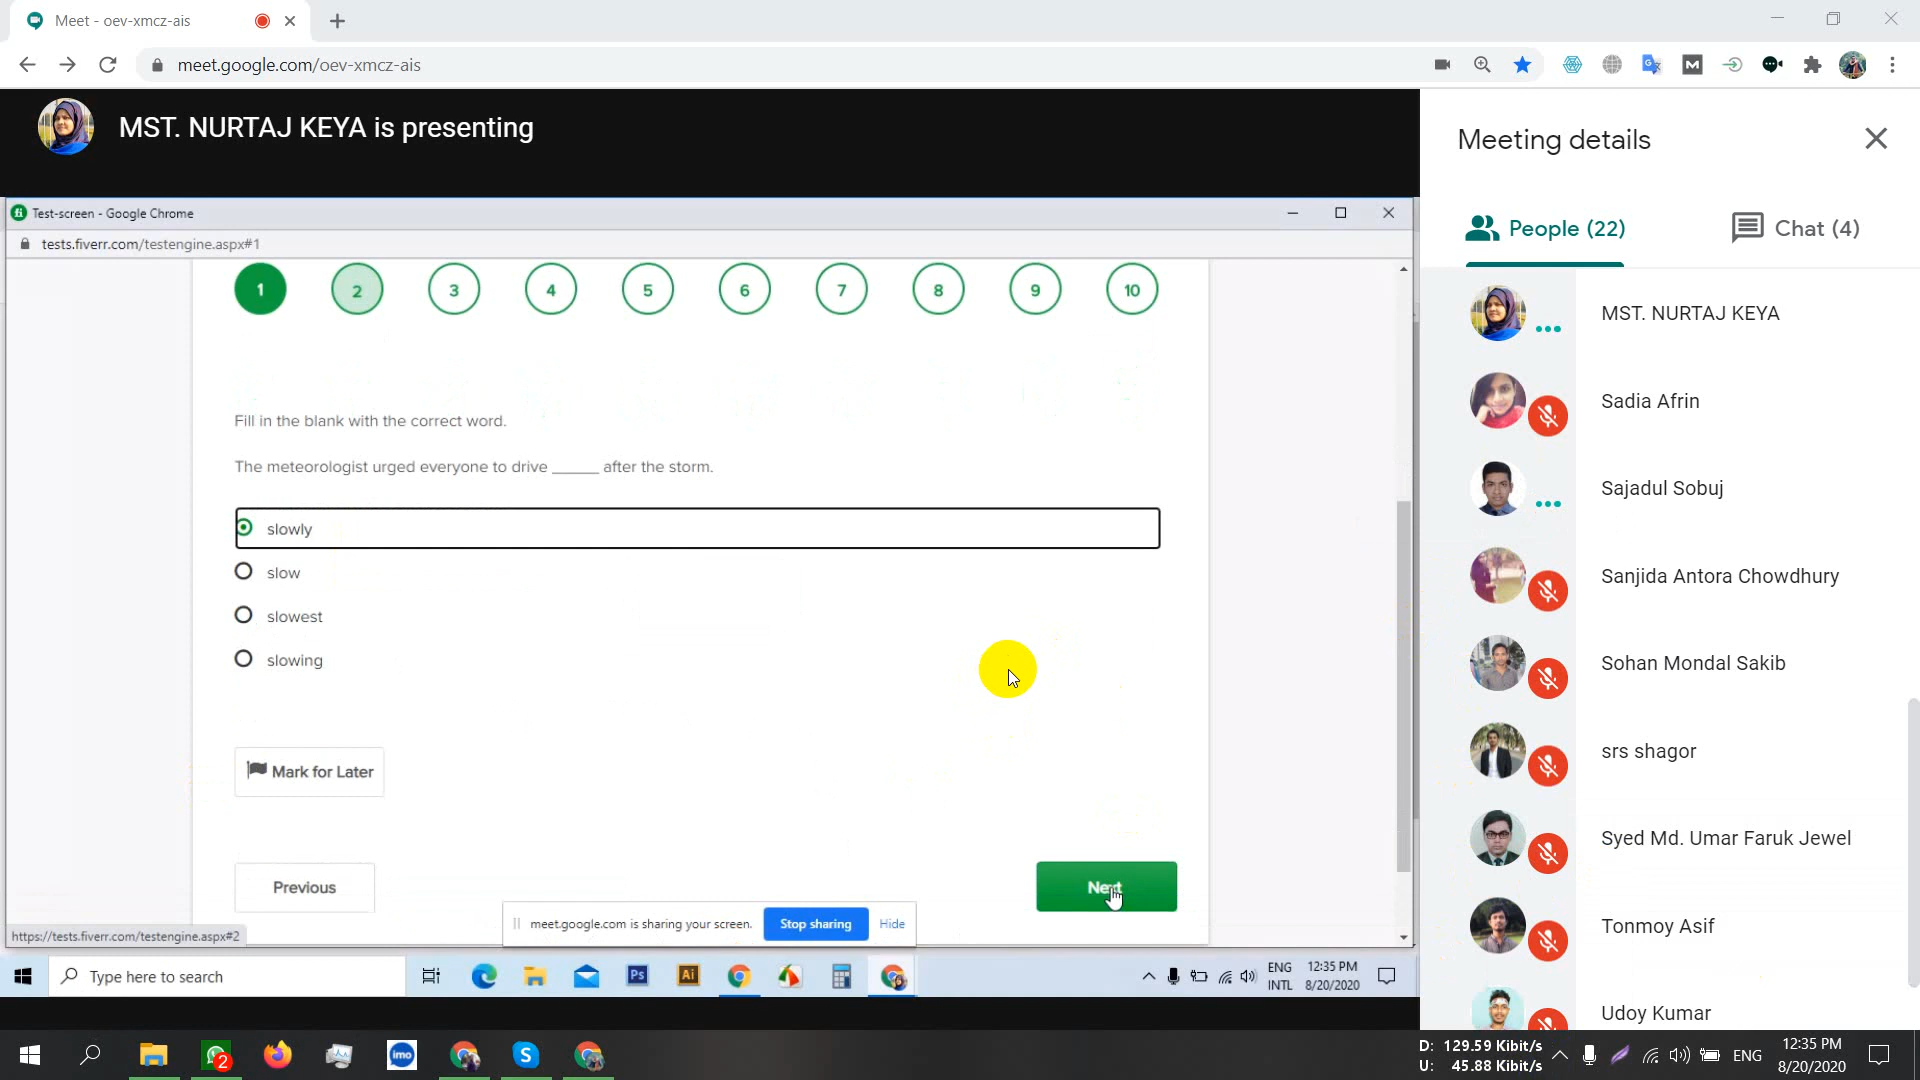 Meet - oev-xmcz-ais
meet.google.com/oev-xmcz-ais
MST. NURTAJ KEYA is presenting
Test-screen - Google Chrome
tests.fiverr.com/testengine.aspx#1
1 2 3 4 5 6 7 8 9 10
Fill in the blank with the correct word.
The meteorologist urged everyone to drive ______ after the storm.
slowly
slow
slowest
slowing
Mark for Later
Previous
Next
meet.google.com is sharing your screen.
Stop sharing
Hide
https://tests.fiverr.com/testengine.aspx#2
Type here to search
Ps
Ai
ENG
INTL
12:35 PM
8/20/2020
Meeting details
People (22)
Chat (4)
MST. NURTAJ KEYA
Sadia Afrin
Sajadul Sobuj
Sanjida Antora Chowdhury
Sohan Mondal Sakib
srs shagor
Syed Md. Umar Faruk Jewel
Tonmoy Asif
Udoy Kumar
2
imo
D: 129.59 Kibit/s
U: 45.88 Kibit/s
ENG
12:35 PM
8/20/2020